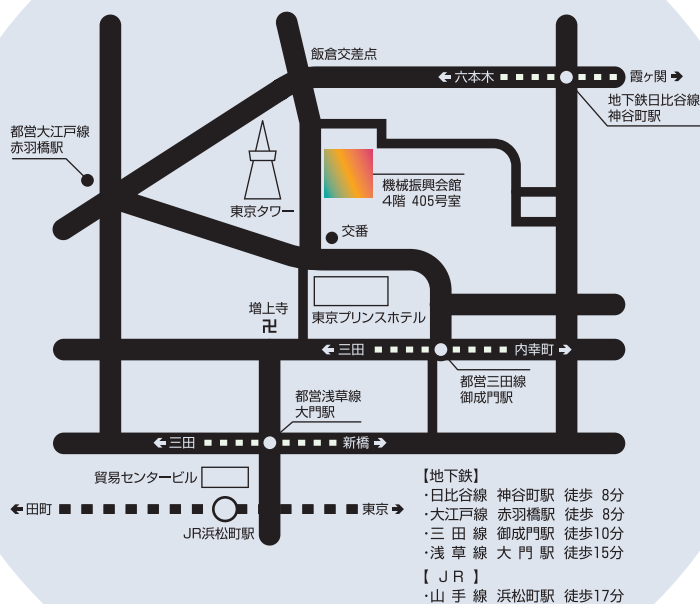 飯倉交差点
六本木
霞ヶ関
地下鉄日比谷線
神谷町駅
都営大江戸線
赤羽橋駅
機械振興会館
4階 405号室
東京タワー
交番
増上寺
卍
東京プリンスホテル
三田
内幸町
都営三田線
御成門駅
都営浅草線
大門駅
三田
新橋
貿易センタービル
田町
東京
JR浜松町駅
【地下鉄】
・日比谷線 神谷町駅 徒歩 8分
・大江戸線 赤羽橋駅 徒歩 8分
・三 田 線 御成門駅 徒歩10分
・浅 草 線 大 門 駅 徒歩15分
【 J R 】
・山 手 線 浜松町駅 徒歩17分